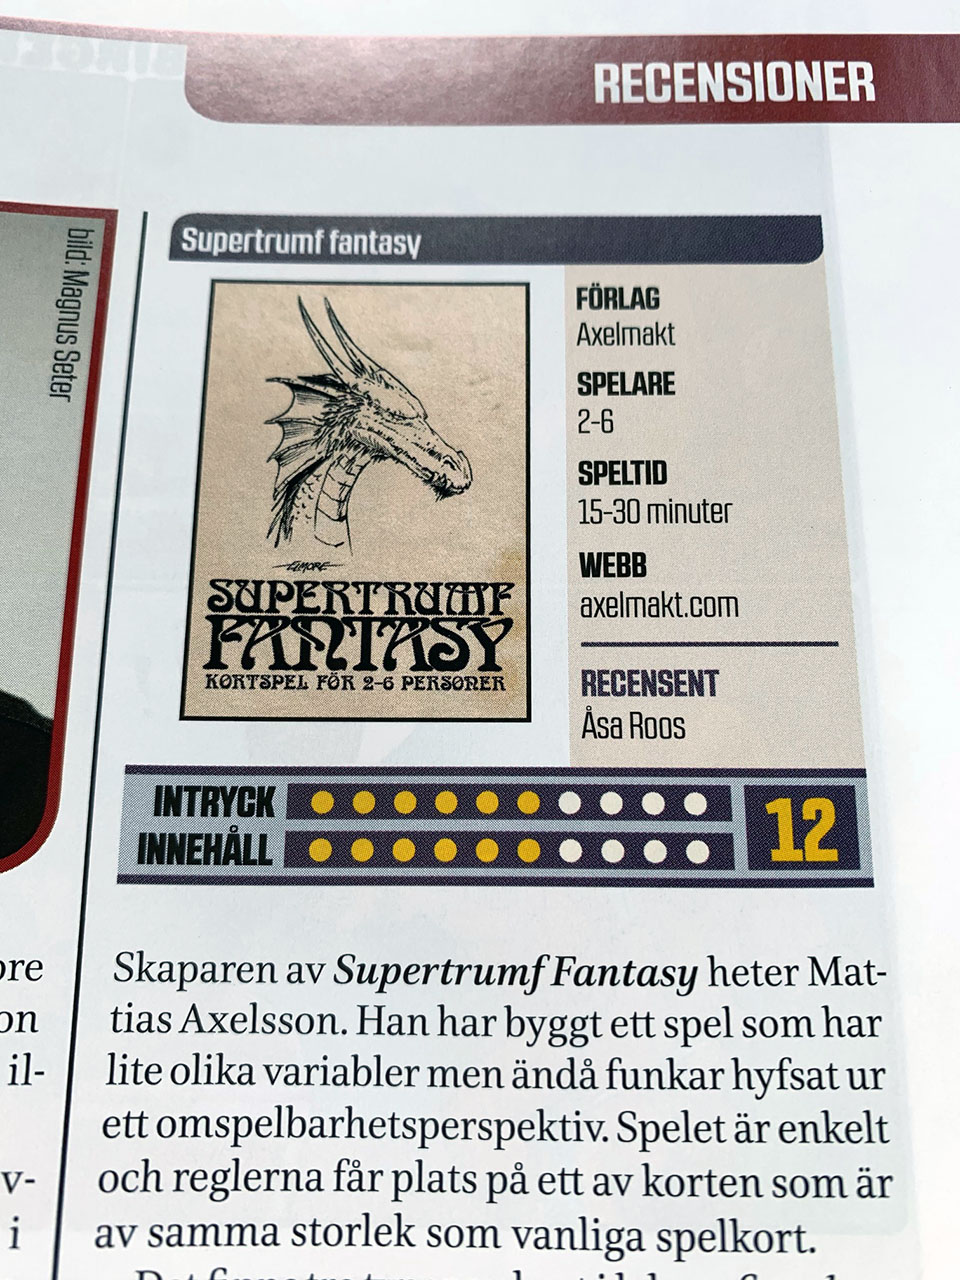 RECENSIONER
bild: Magnus Seter
Supertrumf fantasy
ELMORE
SUPERTRUMF
FANTASY
KORTSPEL FÖR 2-6 PERSONER
FÖRLAG
Axelmakt
SPELARE
2-6
SPELTID
15-30 minuter
WEBB
axelmakt.com
RECENSENT
Åsa Roos
INTRYCK
INNEHÅLL
12
on
il-
v-
i
Skaparen av Supertrumf Fantasy heter Mat-
tias Axelsson. Han har byggt ett spel som har
lite olika variabler men ändå funkar hyfsat ur
ett omspelbarhetsperspektiv. Spelet är enkelt
och reglerna får plats på ett av korten som är
av samma storlek som vanliga spelkort.